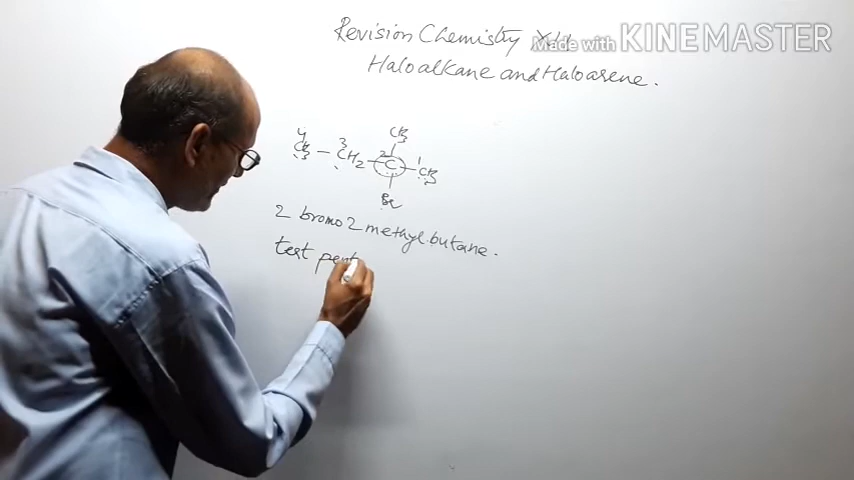 Revision Chemistry XII
Made with KINEMASTER
Haloalkane and Haloarene.
CH3
4 3 2 1
CH3 - CH2 - C - CH3
Br
2 bromo 2 methyl butane.
tert pent